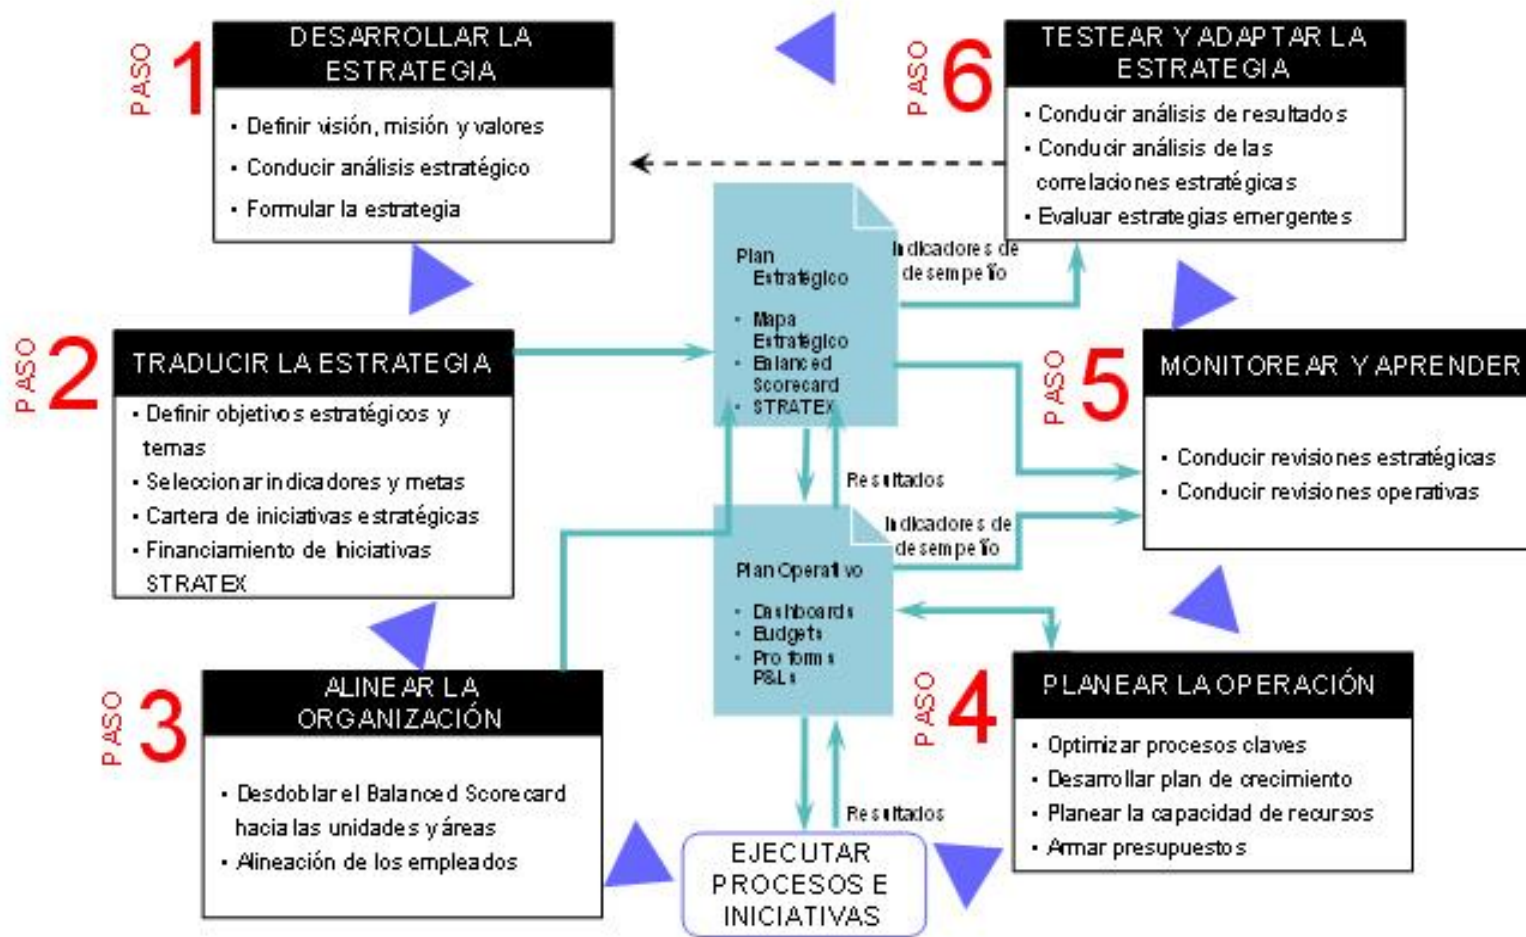 PASO 1
DESARROLLAR LA
ESTRATEGIA
• Definir visión, misión y valores
• Conducir análisis estratégico
• Formular la estrategia
PASO 2
TRADUCIR LA ESTRATEGIA
• Definir objetivos estratégicos y
temas
• Seleccionar indicadores y metas
• Cartera de iniciativas estratégicas
• Financiamiento de Iniciativas
STRATEX
PASO 3
ALINEAR LA
ORGANIZACIÓN
• Desdoblar el Balanced Scorecard
hacia las unidades y áreas
• Alineación de los empleados
Plan
Estratégico
• Mapa
Estratégico
• Balanced
Scorecard
• STRATEX
Indicadores de
desempeño
Resultados
Indicadores de
desempeño
Plan Operativo
• Dashboards
• Budgets
• Pro forma
P&Ls
Resultados
EJECUTAR
PROCESOS E
INICIATIVAS
PASO 4
PLANEAR LA OPERACIÓN
• Optimizar procesos claves
• Desarrollar plan de crecimiento
• Planear la capacidad de recursos
• Armar presupuestos
PASO 5
MONITOREAR Y APRENDER
• Conducir revisiones estratégicas
• Conducir revisiones operativas
PASO 6
TESTEAR Y ADAPTAR LA
ESTRATEGIA
• Conducir análisis de resultados
• Conducir análisis de las
correlaciones estratégicas
• Evaluar estrategias emergentes